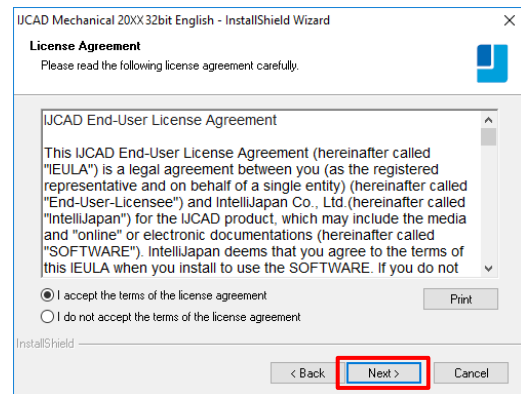 IJCAD Mechanical 20XX 32bit English - InstallShield Wizard
License Agreement
Please read the following license agreement carefully.
IJCAD End-User License Agreement
This IJCAD End-User License Agreement (hereinafter called
"IEULA") is a legal agreement between you (as the registered
representative and on behalf of a single entity) (hereinafter called
"End-User-Licensee") and IntelliJapan Co., Ltd.(hereinafter called
"IntelliJapan") for the IJCAD product, which may include the media
and "online" or electronic documentations (hereinafter called
"SOFTWARE"). IntelliJapan deems that you agree to the terms of
this IEULA when you install to use the SOFTWARE. If you do not
I accept the terms of the license agreement
Print
I do not accept the terms of the license agreement
InstallShield
< Back
Next >
Cancel